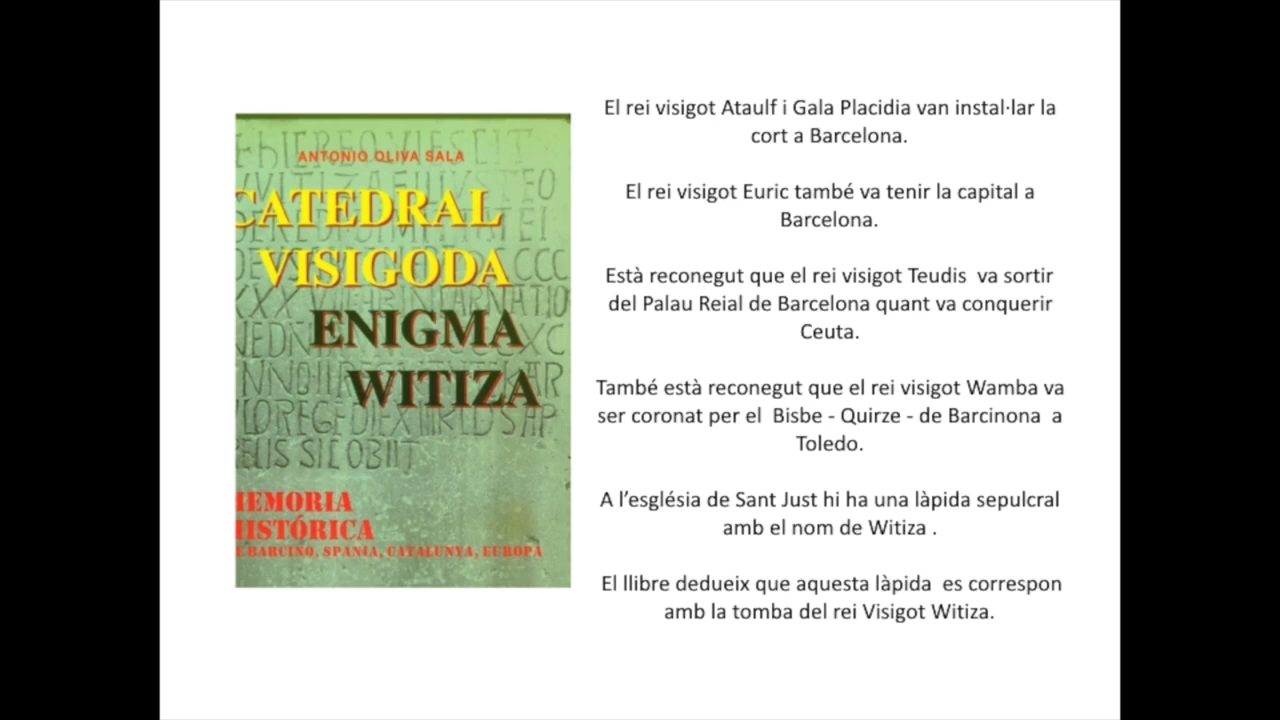 ANTONIO OLIVA SALA
CATEDRAL
VISIGODA
ENIGMA
WITIZA
EMORIA
ISTÓRICA
BARCINO, SPANIA, CATALUNYA, EUROPA
El rei visigot Ataulf i Gala Placidia van instal·lar la
cort a Barcelona.
El rei visigot Euric també va tenir la capital a
Barcelona.
Està reconegut que el rei visigot Teudis va sortir
del Palau Reial de Barcelona quant va conquerir
Ceuta.
També està reconegut que el rei visigot Wamba va
ser coronat per el Bisbe - Quirze - de Barcinona a
Toledo.
A l’església de Sant Just hi ha una làpida sepulcral
amb el nom de Witiza .
El llibre dedueix que aquesta làpida es correspon
amb la tomba del rei Visigot Witiza.